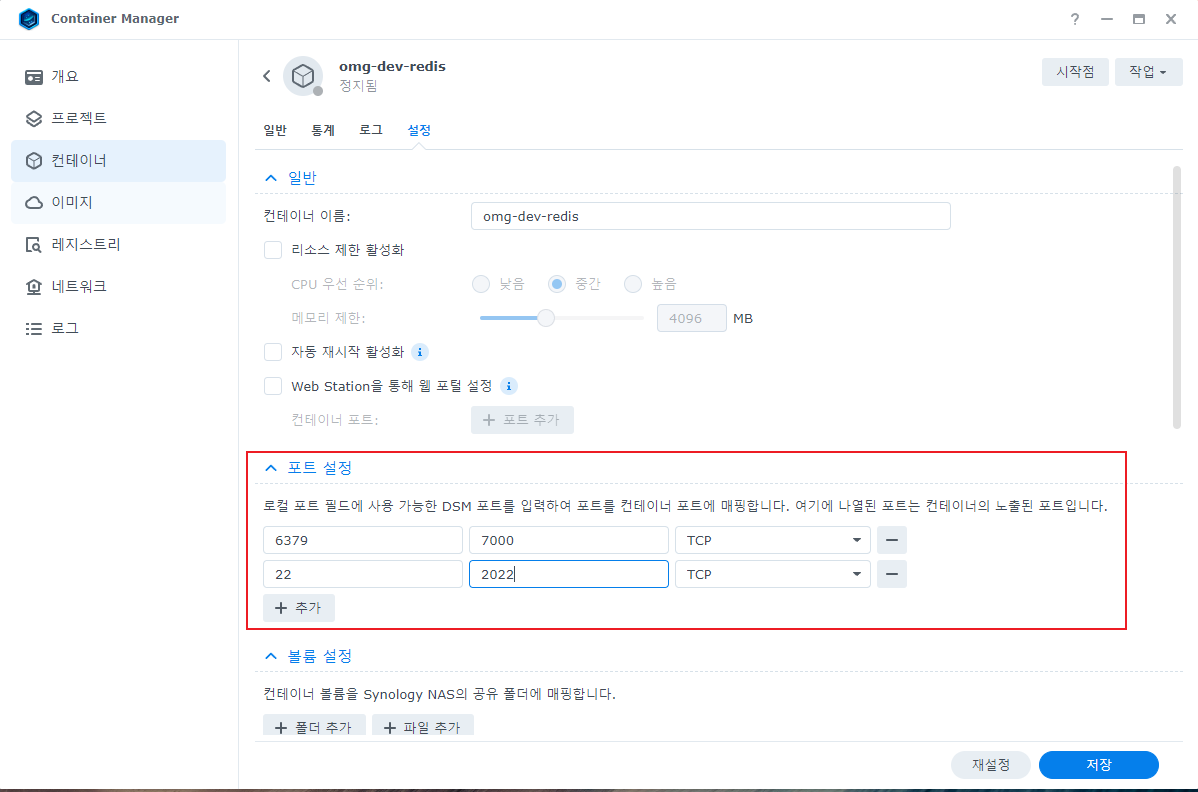 Container Manager
?
개요
프로젝트
컨테이너
이미지
레지스트리
네트워크
로그
omg-dev-redis
정지됨
시작점
작업
일반
통계
로그
설정
일반
컨테이너 이름:
omg-dev-redis
리소스 제한 활성화
CPU 우선 순위:
낮음
중간
높음
메모리 제한:
4096
MB
자동 재시작 활성화
Web Station을 통해 웹 포털 설정
컨테이너 포트:
포트 추가
포트 설정
로컬 포트 필드에 사용 가능한 DSM 포트를 입력하여 포트를 컨테이너 포트에 매핑합니다. 여기에 나열된 포트는 컨테이너의 노출된 포트입니다.
6379
7000
TCP
22
2022
TCP
추가
볼륨 설정
컨테이너 볼륨을 Synology NAS의 공유 폴더에 매핑합니다.
폴더 추가
파일 추가
재설정
저장